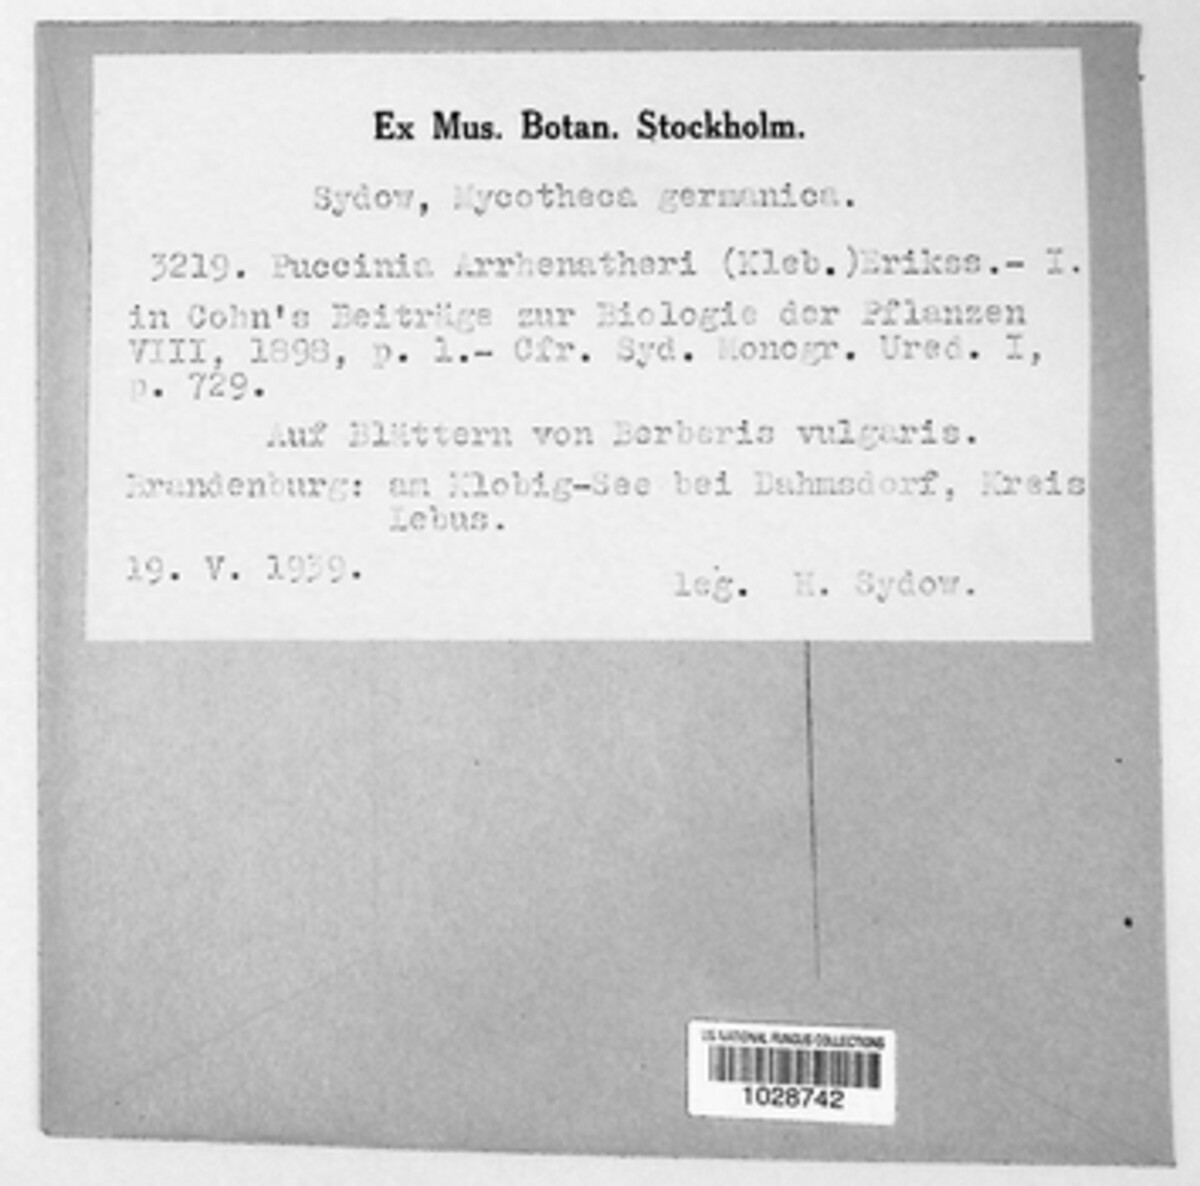 Ex Mus. Botan. Stockholm.
Sydow, Mycotheca germanica.
3219. Puccinia Arrhenatheri (Kleb.)Erikss.- I.
in Cohn's Beiträge zur Biologie der Pflanzen
VIII, 1898, p. 1.- Cfr. Syd. Monogr. Ured. I,
p. 729.
Auf Blättern von Berberis vulgaris.
Brandenburg: am Klobig-See bei Dahmsdorf, Kreis
Lebus.
19. V. 1939.
leg. H. Sydow.
US NATIONAL FUNGUS COLLECTIONS
1028742